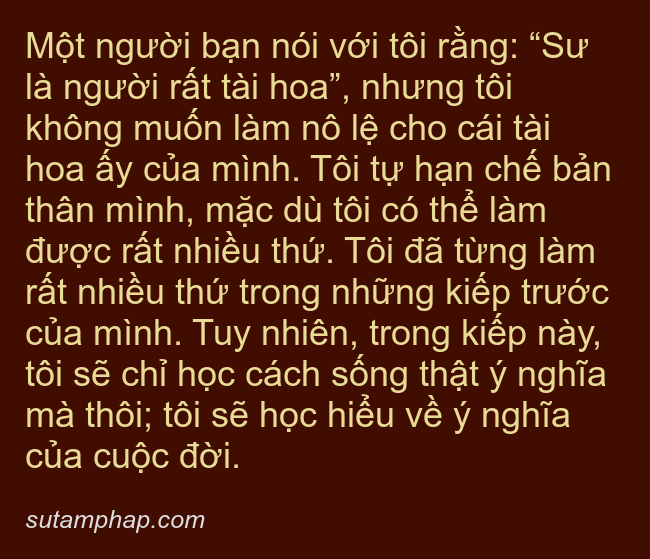 Một người bạn nói với tôi rằng: “Sư
là người rất tài hoa”, nhưng tôi
không muốn làm nô lệ cho cái tài
hoa ấy của mình. Tôi tự hạn chế bản
thân mình, mặc dù tôi có thể làm
được rất nhiều thứ. Tôi đã từng làm
rất nhiều thứ trong những kiếp trước
của mình. Tuy nhiên, trong kiếp này,
tôi sẽ chỉ học cách sống thật ý nghĩa
mà thôi; tôi sẽ học hiểu về ý nghĩa
của cuộc đời.
sutamphap.com